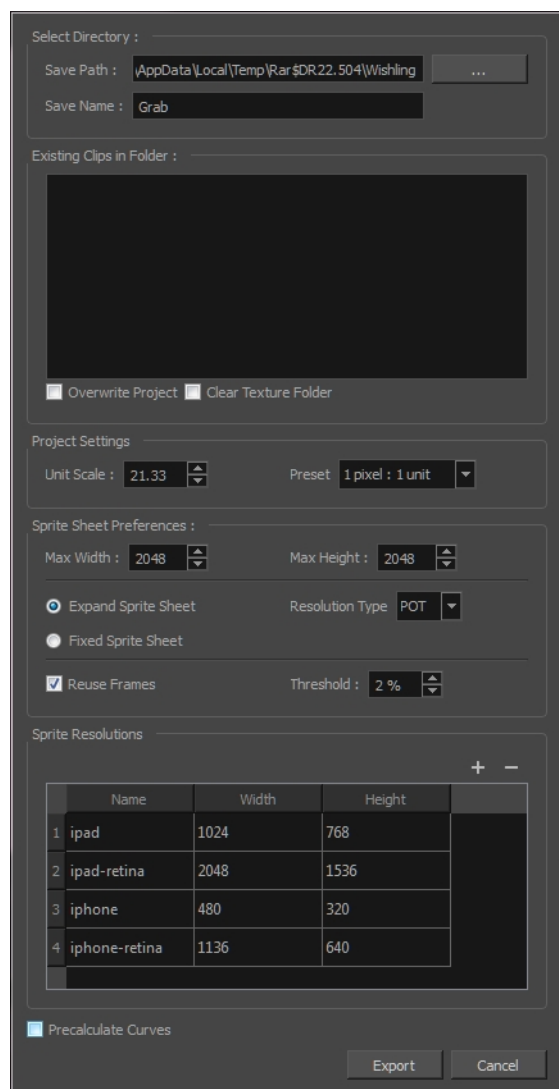 Select Directory :
Save Path : \AppData\Local\Temp\Rar$DR22.504\Wishling ...
Save Name : Grab
Existing Clips in Folder :
Overwrite Project Clear Texture Folder
Project Settings
Unit Scale : 21.33 Preset 1 pixel : 1 unit
Sprite Sheet Preferences :
Max Width : 2048 Max Height : 2048
Expand Sprite Sheet Resolution Type POT
Fixed Sprite Sheet
Reuse Frames Threshold : 2 %
Sprite Resolutions
+ −
Name Width Height
1 ipad 1024 768
2 ipad-retina 2048 1536
3 iphone 480 320
4 iphone-retina 1136 640
Precalculate Curves
Export Cancel